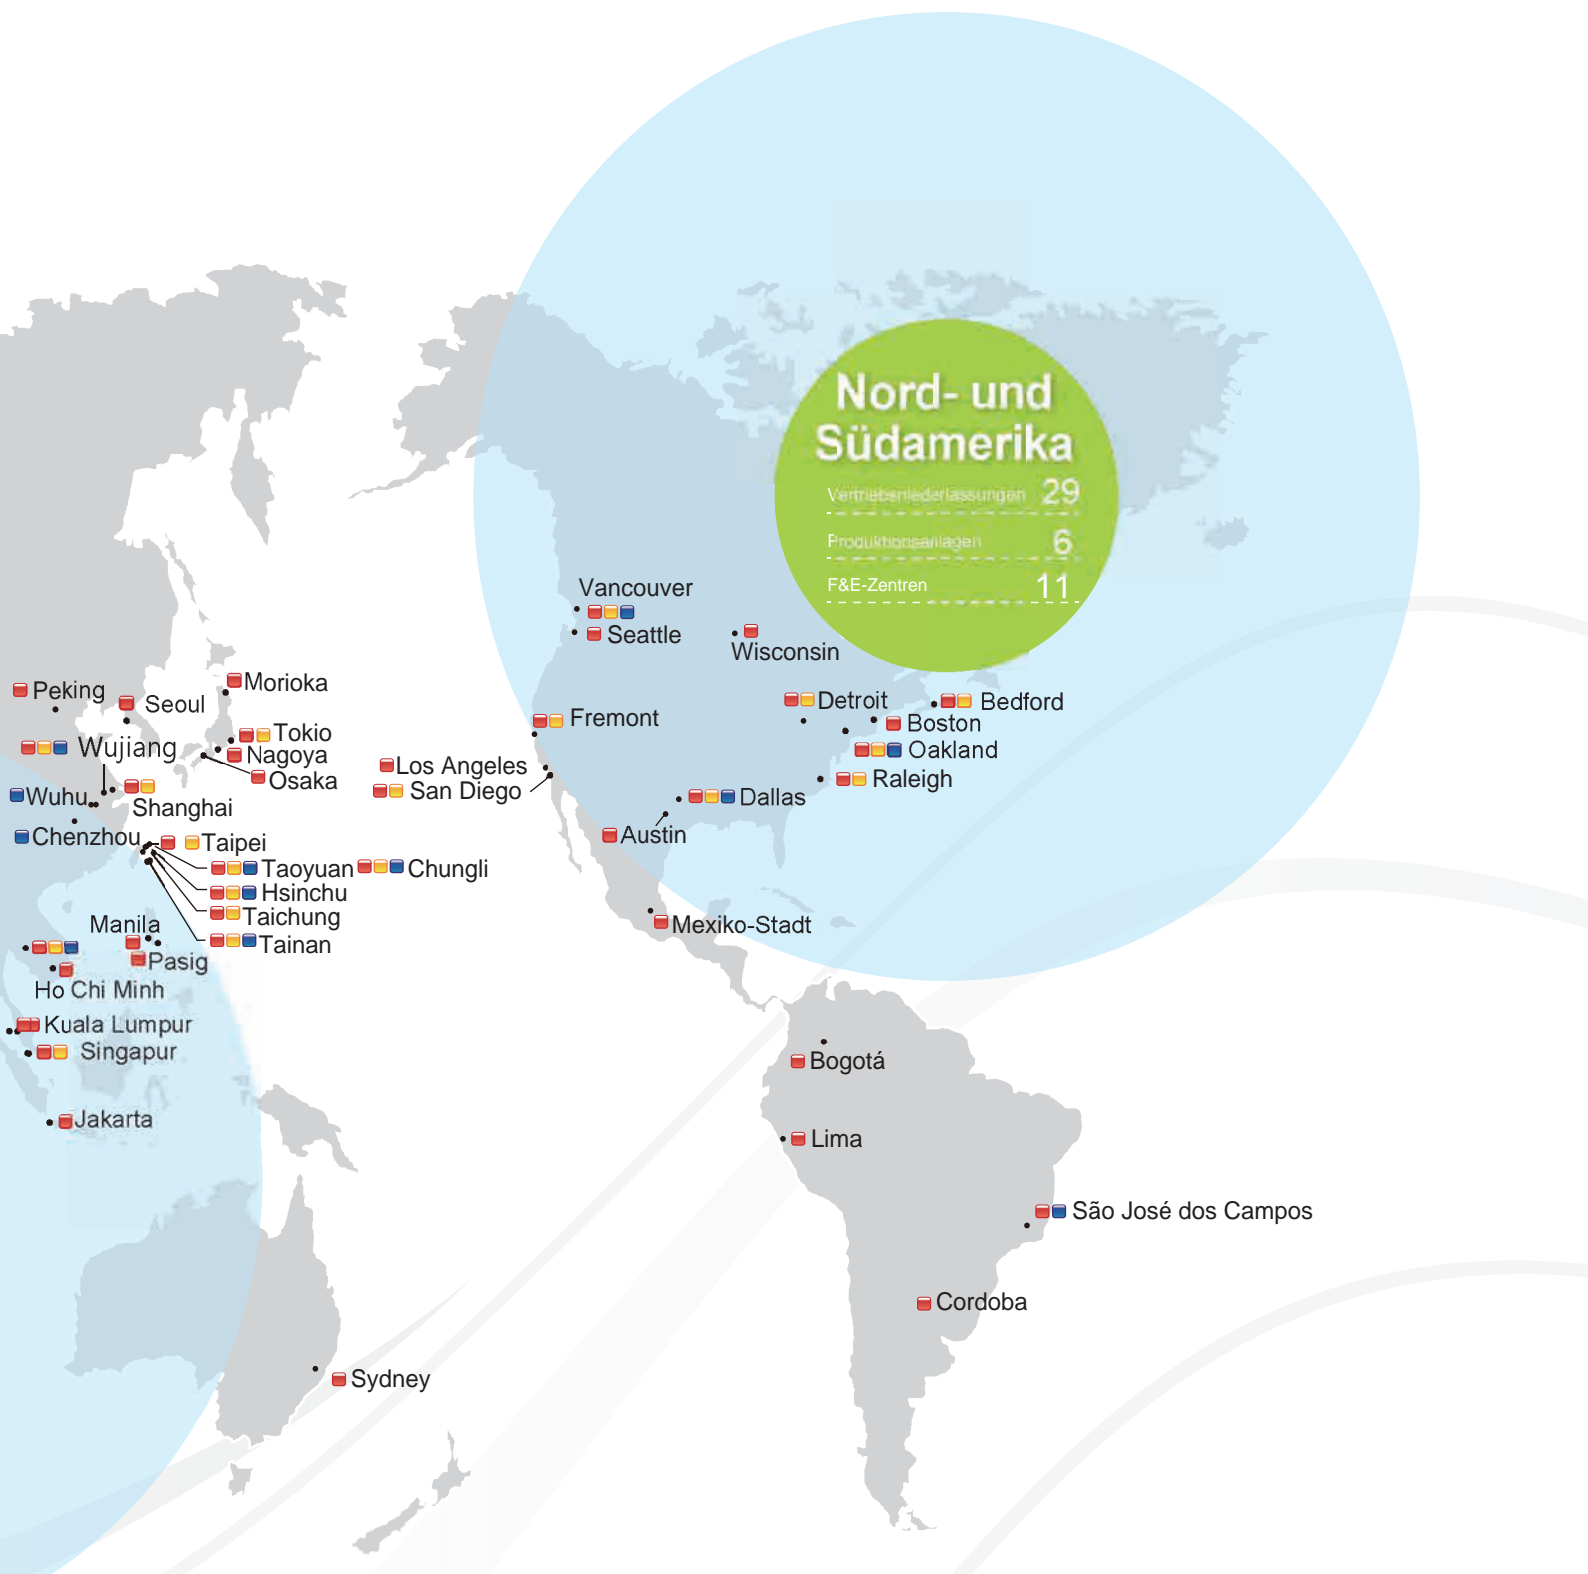 Nord- und
Südamerika
Vertriebsniederlassungen 29
Produktionsanlagen 6
F&E-Zentren 11
Vancouver
Seattle
Wisconsin
Peking
Seoul
Morioka
Tokio
Nagoya
Osaka
Wujiang
Wuhu
Shanghai
Chenzhou
Taipei
Taoyuan
Chungli
Hsinchu
Taichung
Tainan
Manila
Pasig
Ho Chi Minh
Kuala Lumpur
Singapur
Jakarta
Sydney
Fremont
Los Angeles
San Diego
Detroit
Bedford
Boston
Oakland
Raleigh
Dallas
Austin
Mexiko-Stadt
Bogotá
Lima
São José dos Campos
Cordoba